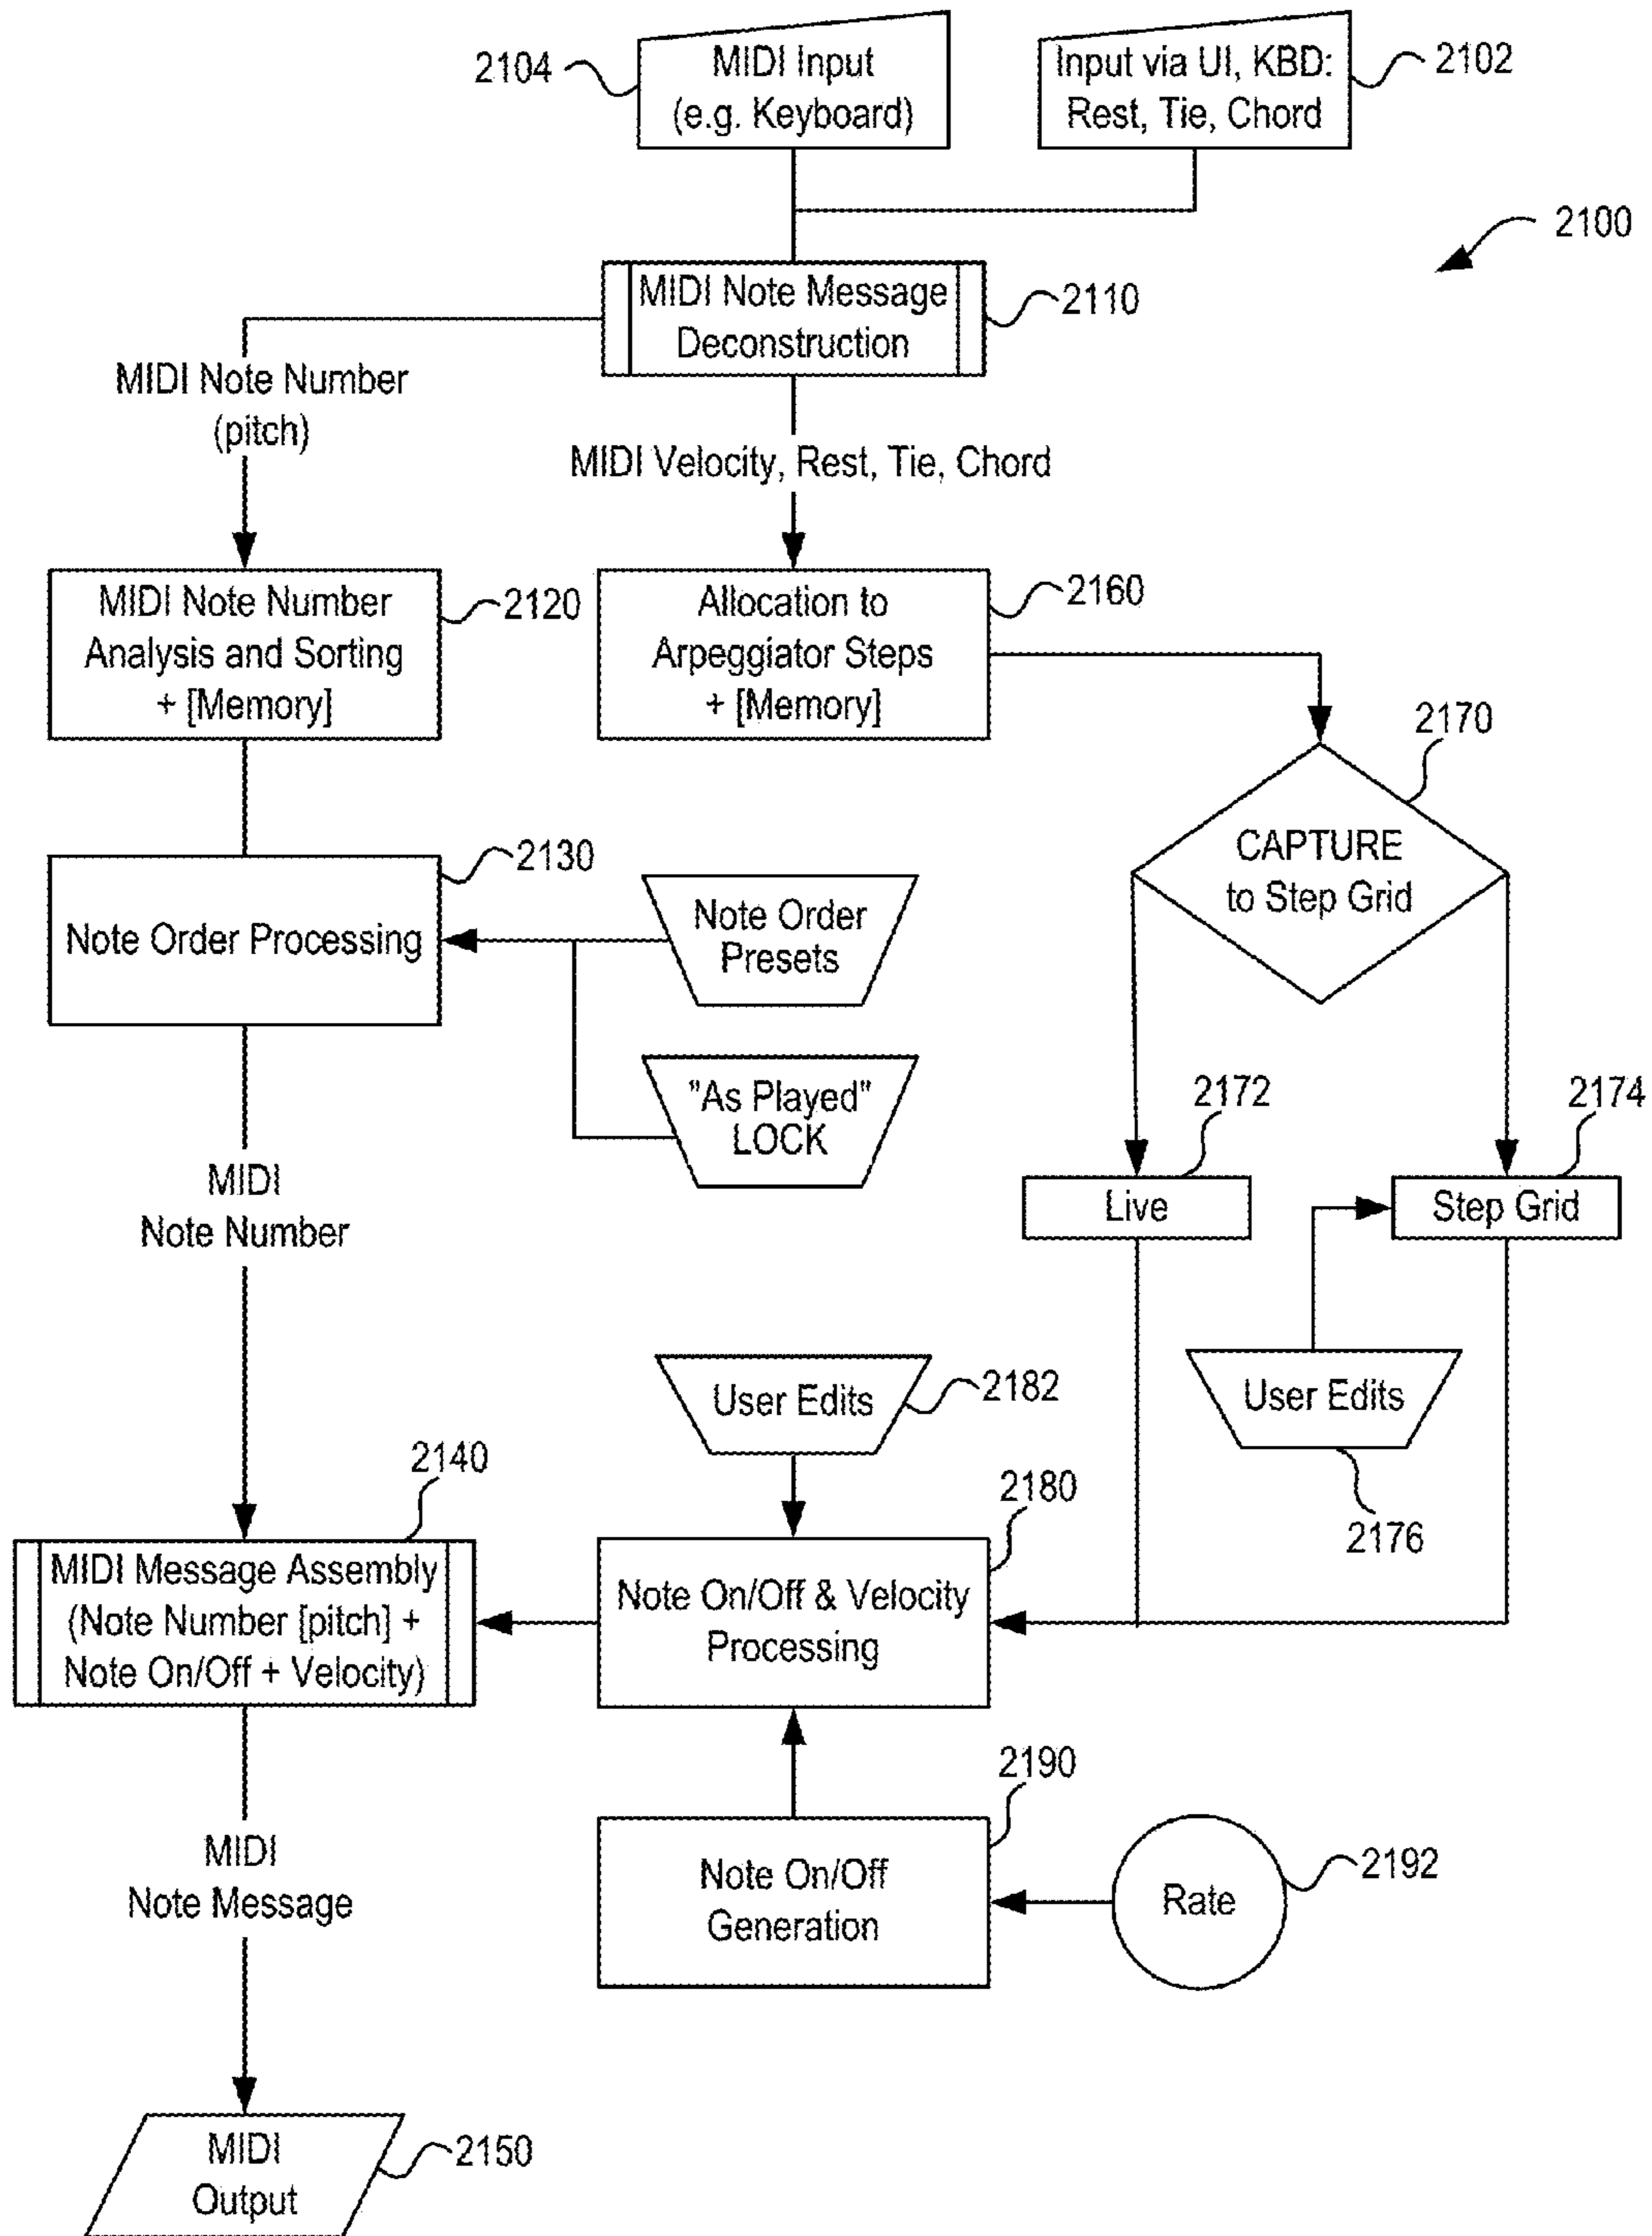 2104
MIDI Input
(e.g. Keyboard)
Input via UI, KBD:
Rest, Tie, Chord
2102
2100
MIDI Note Message
Deconstruction
2110
MIDI Note Number
(pitch)
MIDI Velocity, Rest, Tie, Chord
MIDI Note Number
Analysis and Sorting
+ [Memory]
2120
Allocation to
Arpeggiator Steps
+ [Memory]
2160
2170
CAPTURE
to Step Grid
2130
Note Order Processing
Note Order
Presets
"As Played"
LOCK
2172
Live
2174
Step Grid
MIDI
Note Number
User Edits
2182
User Edits
2176
2140
MIDI Message Assembly
(Note Number [pitch] +
Note On/Off + Velocity)
2180
Note On/Off & Velocity
Processing
2190
Note On/Off
Generation
Rate
2192
MIDI
Note Message
MIDI
Output
2150